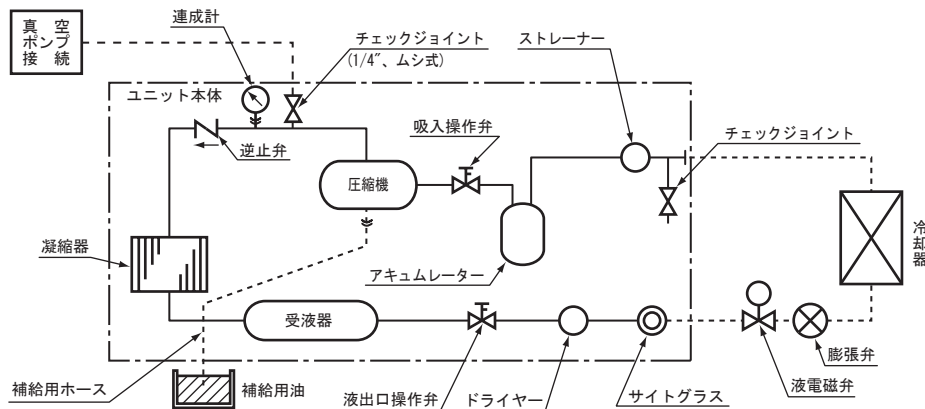 真空
ポンプ
接続
連成計
チェックジョイント
(1/4″、ムシ式)
ストレーナー
ユニット本体
吸入操作弁
チェックジョイント
逆止弁
圧縮機
冷却器
凝縮器
アキュムレーター
受液器
膨張弁
補給用ホース
補給用油
液出口操作弁
ドライヤー
サイトグラス
液電磁弁